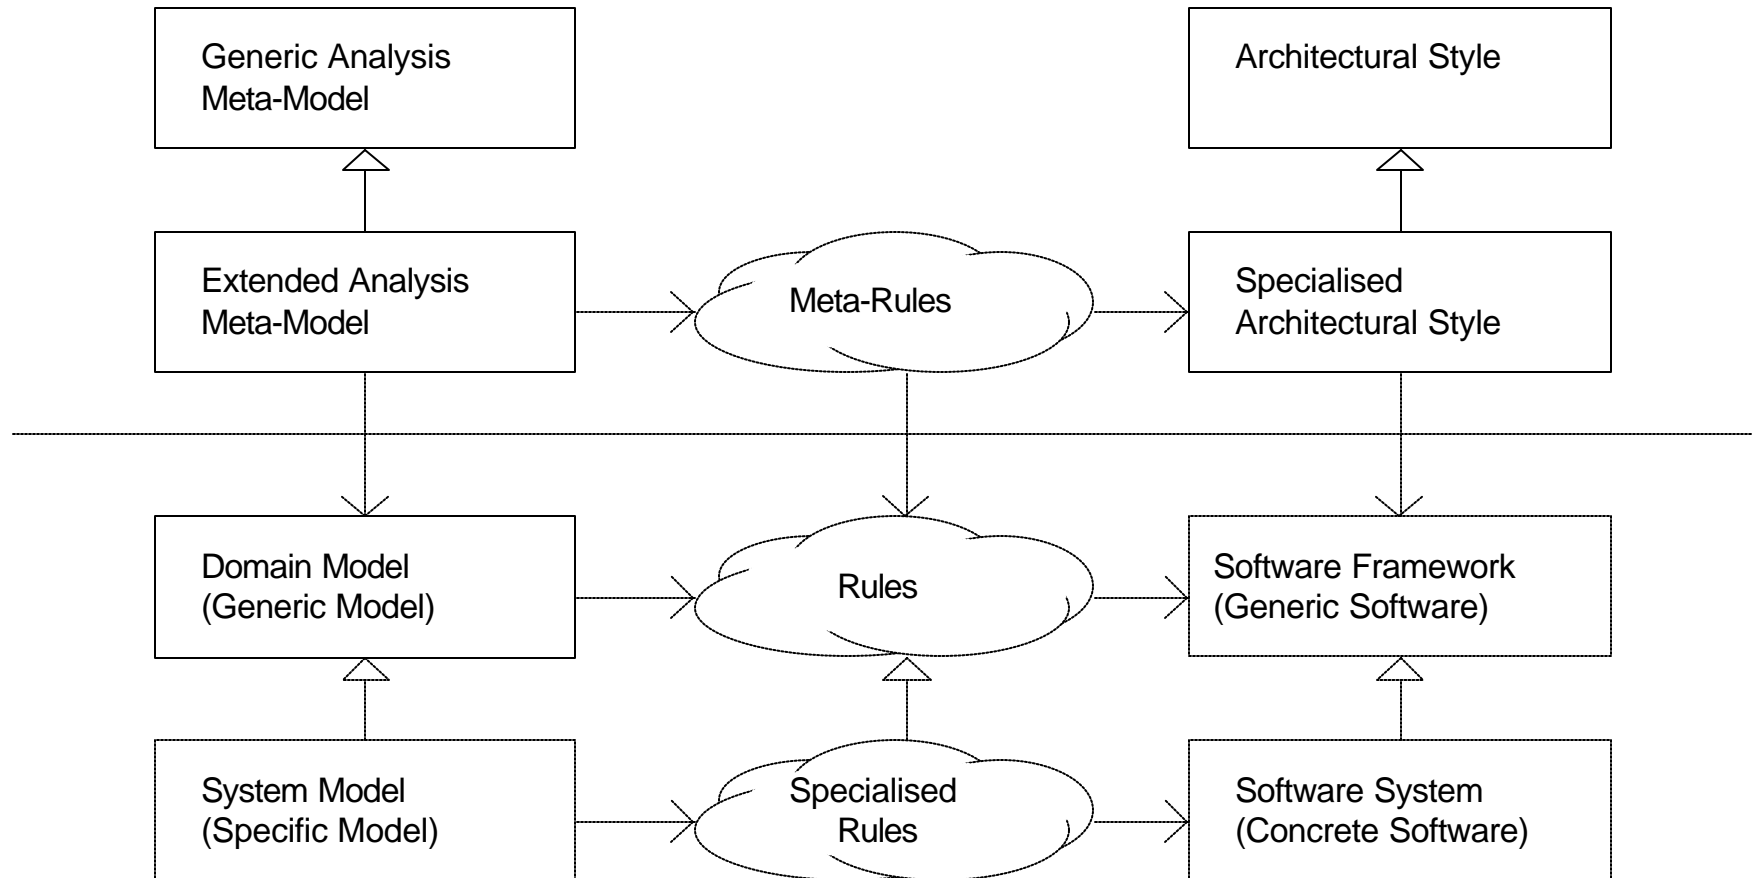 Generic Analysis
Meta-Model
Architectural Style
Extended Analysis
Meta-Model
Meta-Rules
Specialised
Architectural Style
Domain Model
(Generic Model)
Rules
Software Framework
(Generic Software)
System Model
(Specific Model)
Specialised
Rules
Software System
(Concrete Software)